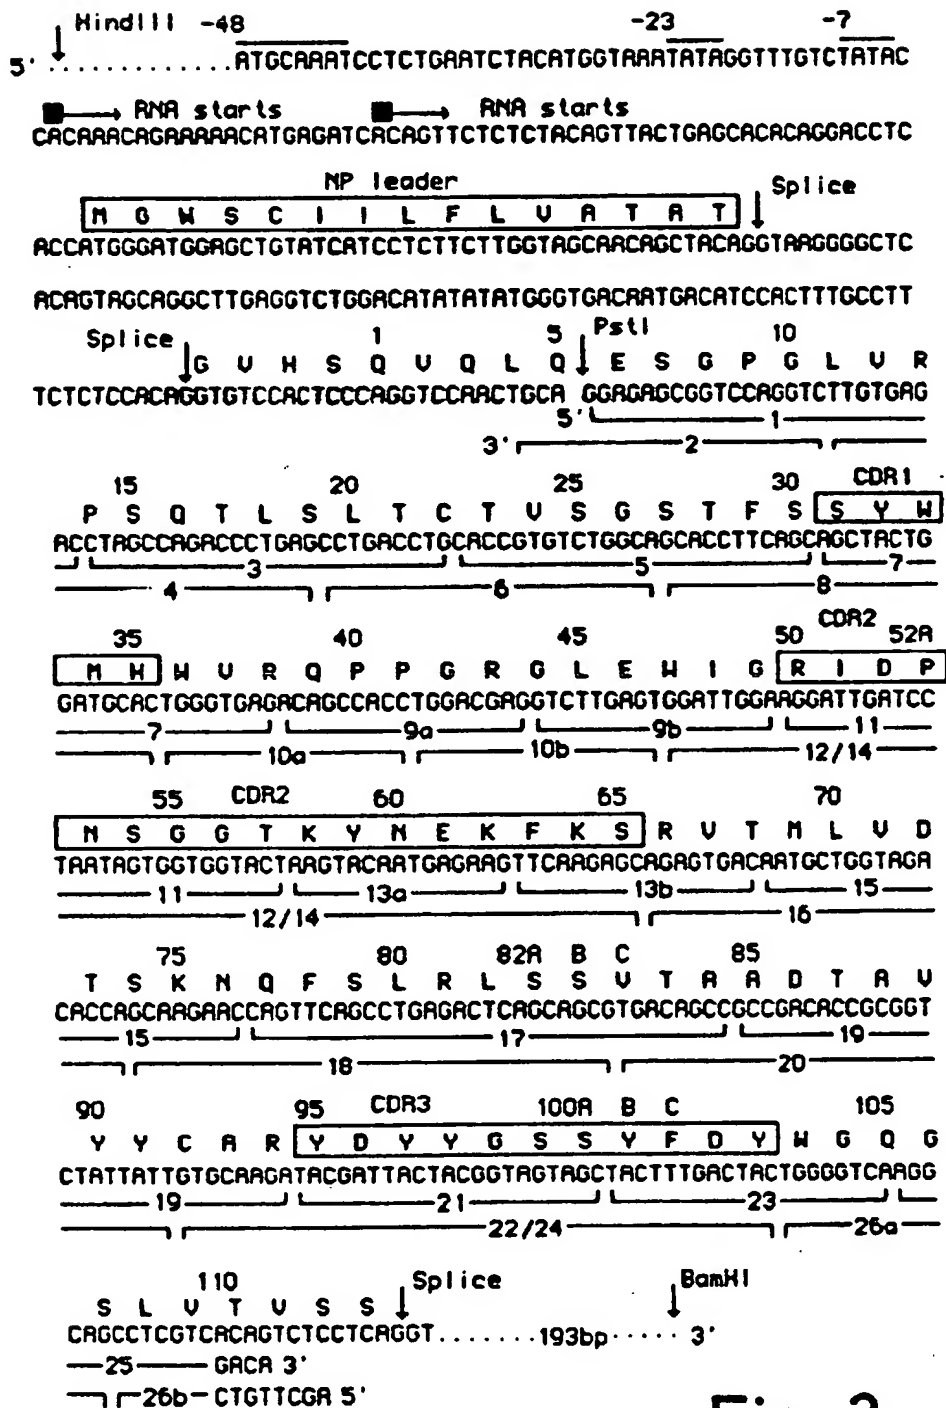 HindIII -48 -23 -7
5' ATGCAAATCCTCTGAATCTACATGGTAAATATAGGTTTGTCTATAC
RNA starts RNA starts
CACAAACAGAAAAACATGAGATCACAGTTCTCTCTACAGTTACTGAGCACACAGGACCTC
NP leader Splice
M G W S C I I L F L V A T A T
ACCATGGGATGGAGCTGTATCATCCTCTTCTTGGTAGCAACAGCTACAGGTAAGGGGCTC
ACAGTAGCAGGCTTGAGGTCTGGACATATATATGGGTGACAATGACATCCACTTTGCCTT
Splice 1 5 PstI 10
G V H S Q V Q L Q E S G P G L V R
TCTCTCCACAGGTGTCCACTCCCAGGTCCAACTGCA GGAGAGCGGTCCAGGTCTTGTGAG
5' 1
3' 2
15 20 25 30 CDR1
P S Q T L S L T C T V S G S T F S S Y W
ACCTAGCCAGACCCTGAGCCTGACCTGCACCGTGTCTGGCAGCACCTTCAGCAGCTACTG
3 5 7
4 6 8
35 40 45 50 CDR2 52A
M H W V R Q P P G R G L E W I G R I D P
GATGCACTGGGTGAGACAGCCACCTGGACGAGGTCTTGAGTGGATTGGAAGGATTGATCC
7 9a 9b 11
10a 10b 12/14
55 CDR2 60 65 70
N S G G T K Y N E K F K S R V T M L V D
TAATAGTGGTGGTACTAAGTACAATGAGAAGTTCAAGAGCAGAGTGACAATGCTGGTAGA
11 13a 13b 15
12/14 16
75 80 82A B C 85
T S K N Q F S L R L S S V T A A D T A V
CACCAGCAAGAACCAGTTCAGCCTGAGACTCAGCAGCGTGACAGCCGCCGACACCGCGGT
15 17 19
18 20
90 95 CDR3 100A B C 105
Y Y C A R Y D Y Y G S S Y F D Y W G Q G
CTATTATTGTGCAAGATACGATTACTACGGTAGTAGCTACTTTGACTACTGGGGTCAAGG
19 21 23
22/24 26a
110 Splice BamHI
S L V T V S S
CAGCCTCGTCACAGTCTCCTCAGGT.......193bp..... 3'
25 GACA 3'
26b CTGTTCGA 5'